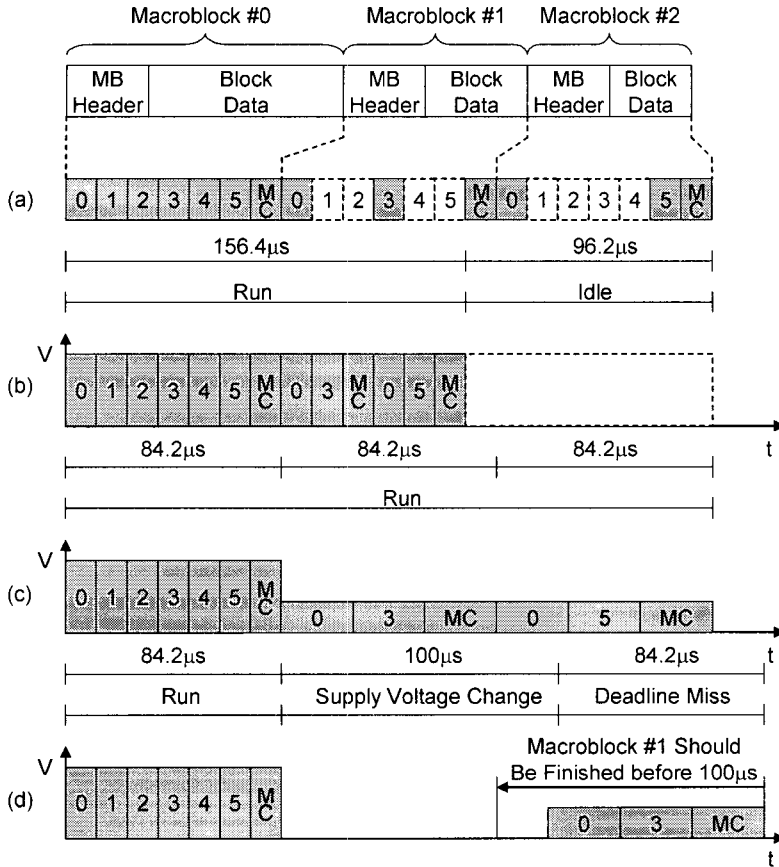 Macroblock #0 Macroblock #1 Macroblock #2
MB Header Block Data MB Header Block Data MB Header Block Data
(a) 0 1 2 3 4 5 MC 0 1 2 3 4 5 MC 0 1 2 3 4 5 MC
156.4µs 96.2µs
Run Idle
V
(b) 0 1 2 3 4 5 MC 0 3 MC 0 5 MC
t
84.2µs 84.2µs 84.2µs
Run
V
(c) 0 1 2 3 4 5 MC 0 3 MC 0 5 MC
t
84.2µs 100µs 84.2µs
Run Supply Voltage Change Deadline Miss
V
Macroblock #1 Should
Be Finished before 100µs
(d) 0 1 2 3 4 5 MC 0 3 MC
t